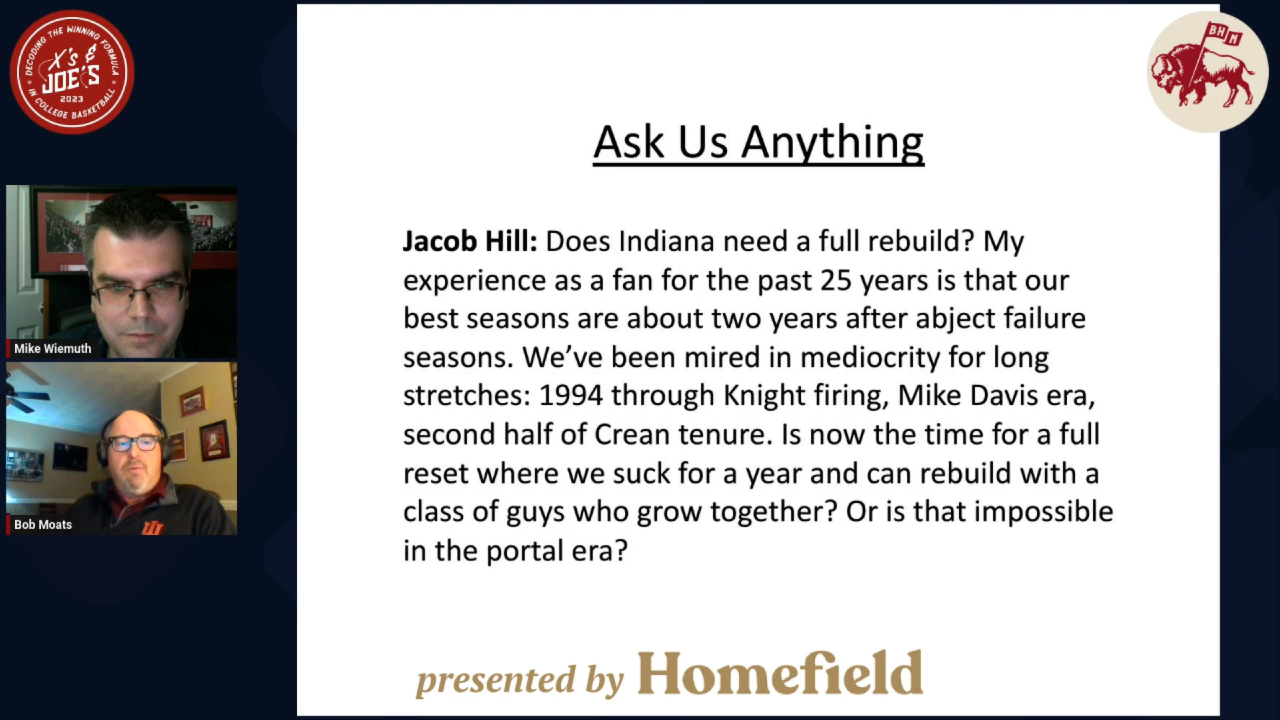 DECODING THE WINNING FORMULA
X's &
JOE'S
2023
IN COLLEGE BASKETBALL
BHM
Mike Wiemuth
Bob Moats
Ask Us Anything
Jacob Hill: Does Indiana need a full rebuild? My
experience as a fan for the past 25 years is that our
best seasons are about two years after abject failure
seasons. We’ve been mired in mediocrity for long
stretches: 1994 through Knight firing, Mike Davis era,
second half of Crean tenure. Is now the time for a full
reset where we suck for a year and can rebuild with a
class of guys who grow together? Or is that impossible
in the portal era?
presented by Homefield